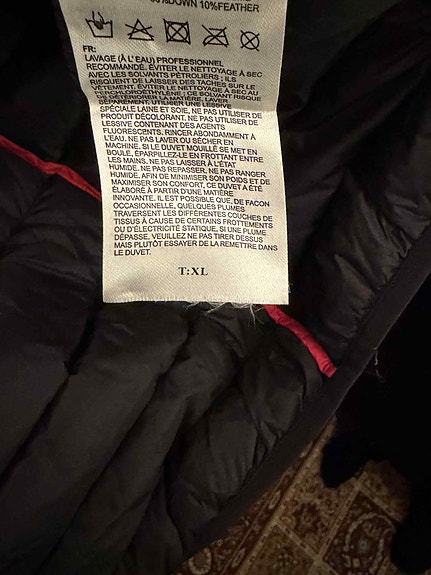 %DOWN 10%FEATHER
FR:
LAVAGE (À L' EAU) PROFESSIONNEL
RECOMMANDÉ. ÉVITER LE NETTOYAGE À SEC
AVEC LES SOLVANTS PÉTROLIERS ; ILS
RISQUENT DE LAISSER DES TACHES SUR LE
VÊTEMENT. ÉVITER LE NETTOYAGE À SEC AU
PERCHLOROÉTHYLÈNE ; CE SOLVANT RISQUE
DE DÉTÉRIORER LA MATIÈRE. LAVER
SÉPARÉMENT. UTILISER UNE LESSIVE
SPÉCIALE LAINE ET SOIE, NE PAS UTILISER DE
PRODUIT DÉCOLORANT. NE PAS UTILISER DE
LESSIVE CONTENANT DES AGENTS
FLUORESCENTS. RINCER ABONDAMMENT À
L'EAU. NE PAS LAVER OU SÉCHER EN
MACHINE. SI LE DUVET MOUILLÉ SE MET EN
BOULE, ÉPARPILLEZ-LE EN FROTTANT ENTRE
LES MAINS. NE PAS LAISSER À L'ÉTAT
HUMIDE. NE PAS REPASSER, NE PAS RANGER
HUMIDE. AFIN DE MINIMISER SON POIDS ET DE
MAXIMISER SON CONFORT, CE DUVET A ÉTÉ
ÉLABORÉ À PARTIR D'UNE MATIÈRE
INNOVANTE. IL EST POSSIBLE QUE, DE FAÇON
OCCASIONNELLE, QUELQUES PLUMES
TRAVERSENT LES DIFFÉRENTES COUCHES DE
TISSUS À CAUSE DE CERTAINS FROTTEMENTS
OU D'ÉLECTRICITÉ STATIQUE. SI UNE PLUME
DÉPASSE, VEUILLEZ NE PAS TIRER DESSUS
MAIS PLUTÔT ESSAYER DE LA REMETTRE DANS
LE DUVET.
T:XL